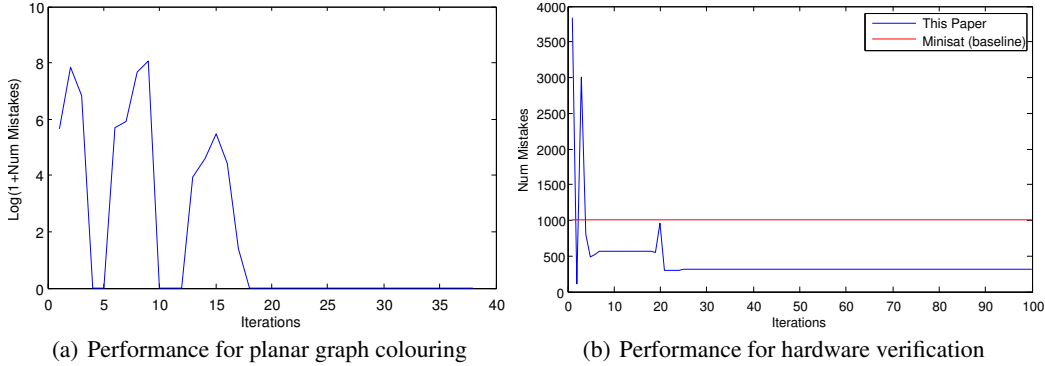 10
8
6
4
2
0
Log(1+Num Mistakes)
0 5 10 15 20 25 30 35 40
Iterations
(a) Performance for planar graph colouring
4000
3500
3000
2500
2000
1500
1000
500
0
Num Mistakes
This Paper
Minisat (baseline)
0 10 20 30 40 50 60 70 80 90 100
Iterations
(b) Performance for hardware verification